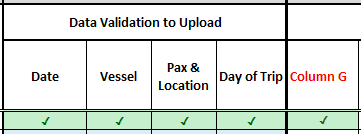 Data Validation to Upload
Date Vessel Pax & Location Day of Trip Column G
✓ ✓ ✓ ✓ ✓